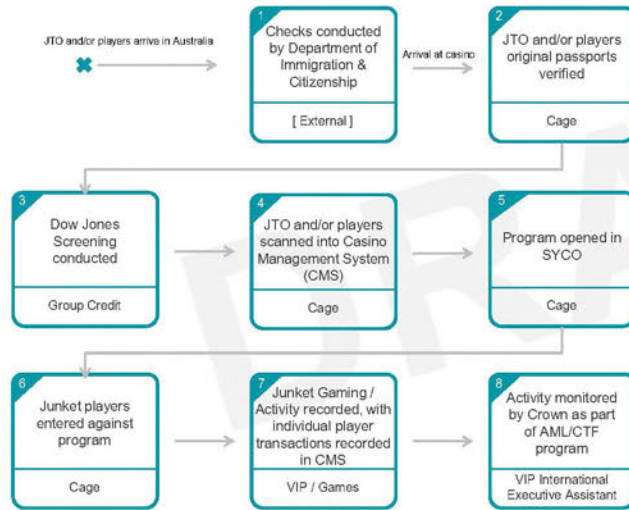 JTO and/or players arrive in Australia
1
Checks conducted
by Department of
Immigration &
Citizenship
[ External ]
Arrival at casino
2
JTO and/or players
original passports
verified
Cage
3
Dow Jones
Screening
conducted
Group Credit
4
JTO and/or players
scanned into Casino
Management System
(CMS)
Cage
5
Program opened in
SYCO
Cage
6
Junket players
entered against
program
Cage
7
Junket Gaming /
Activity recorded, with
individual player
transactions recorded
in CMS
VIP / Games
8
Activity monitored
by Crown as part
of AML/CTF
program
VIP International
Executive Assistant
DRA